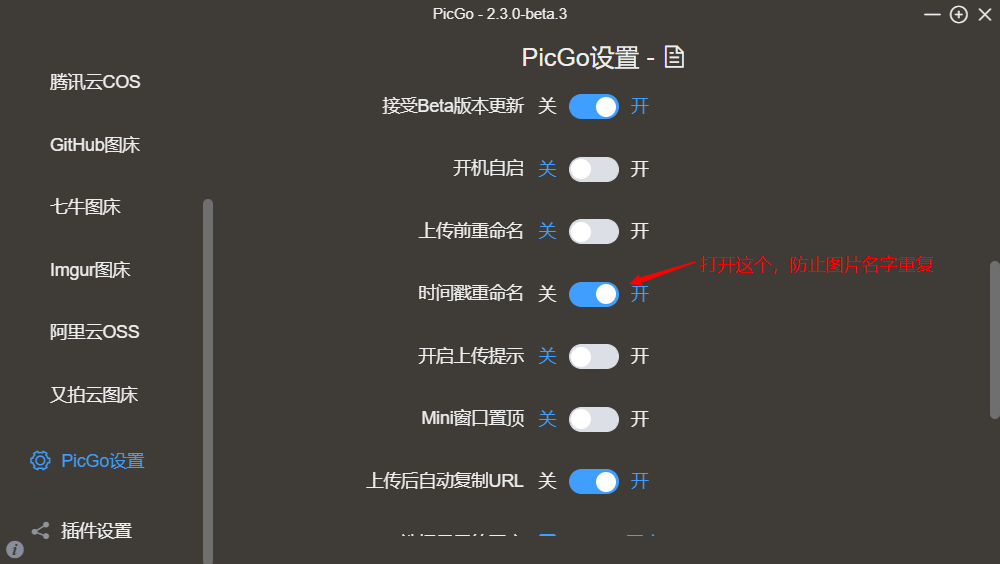 PicGo - 2.3.0-beta.3
PicGo设置 -
腾讯云COS
GitHub图床
七牛图床
Imgur图床
阿里云OSS
又拍云图床
PicGo设置
插件设置
接受Beta版本更新 关 开
开机自启 关 开
上传前重命名 关 开
时间戳重命名 关 开
打开这个，防止图片名字重复
开启上传提示 关 开
Mini窗口置顶 关 开
上传后自动复制URL 关 开